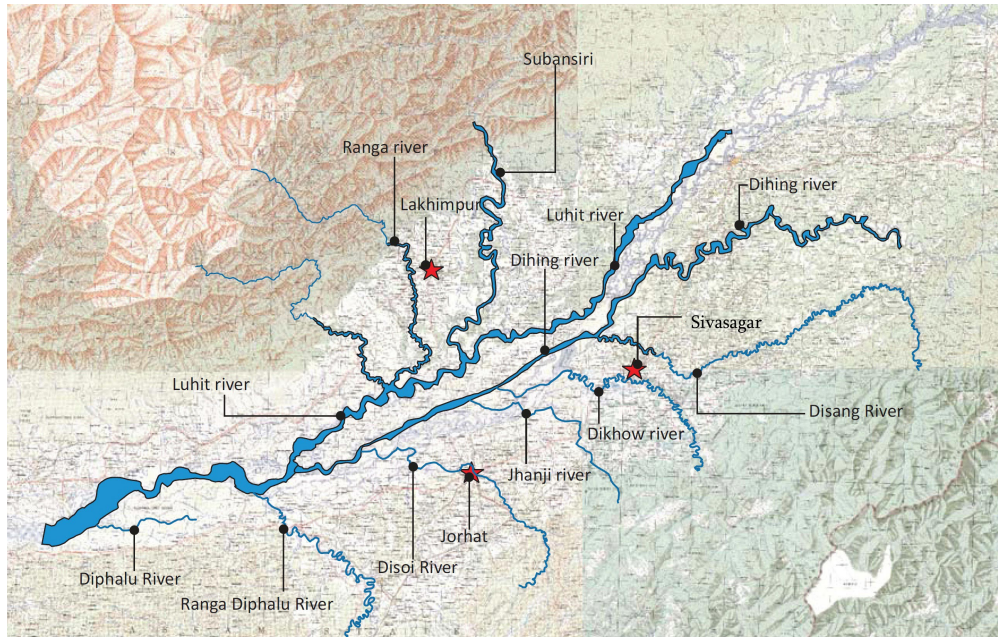 Subansiri
Ranga river
Lakhimpur
Luhit river
Dihing river
Dihing river
Sivasagar
Luhit river
Disang River
Dikhow river
Jhanji river
Jorhat
Disoi River
Diphalu River
Ranga Diphalu River